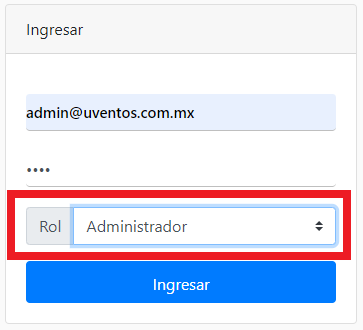 Ingresar
admin@uventos.com.mx
••••
Rol Administrador
Ingresar